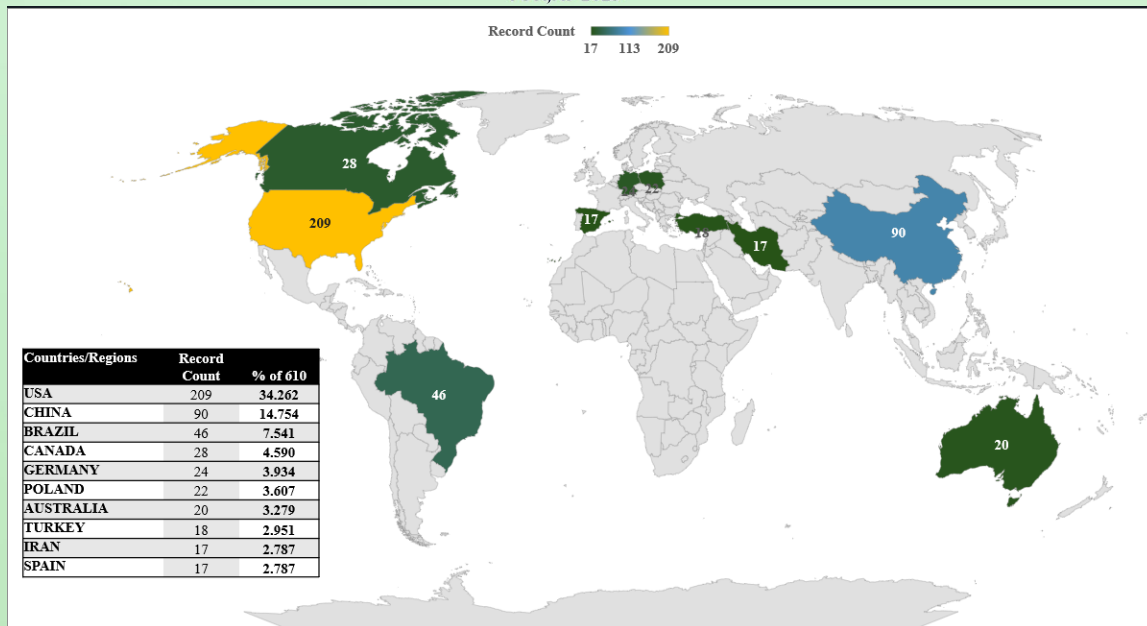 Record Count
17 113 209
28
209
22
17
18
17
90
46
20
Countries/Regions Record Count % of 610
USA 209 34.262
CHINA 90 14.754
BRAZIL 46 7.541
CANADA 28 4.590
GERMANY 24 3.934
POLAND 22 3.607
AUSTRALIA 20 3.279
TURKEY 18 2.951
IRAN 17 2.787
SPAIN 17 2.787